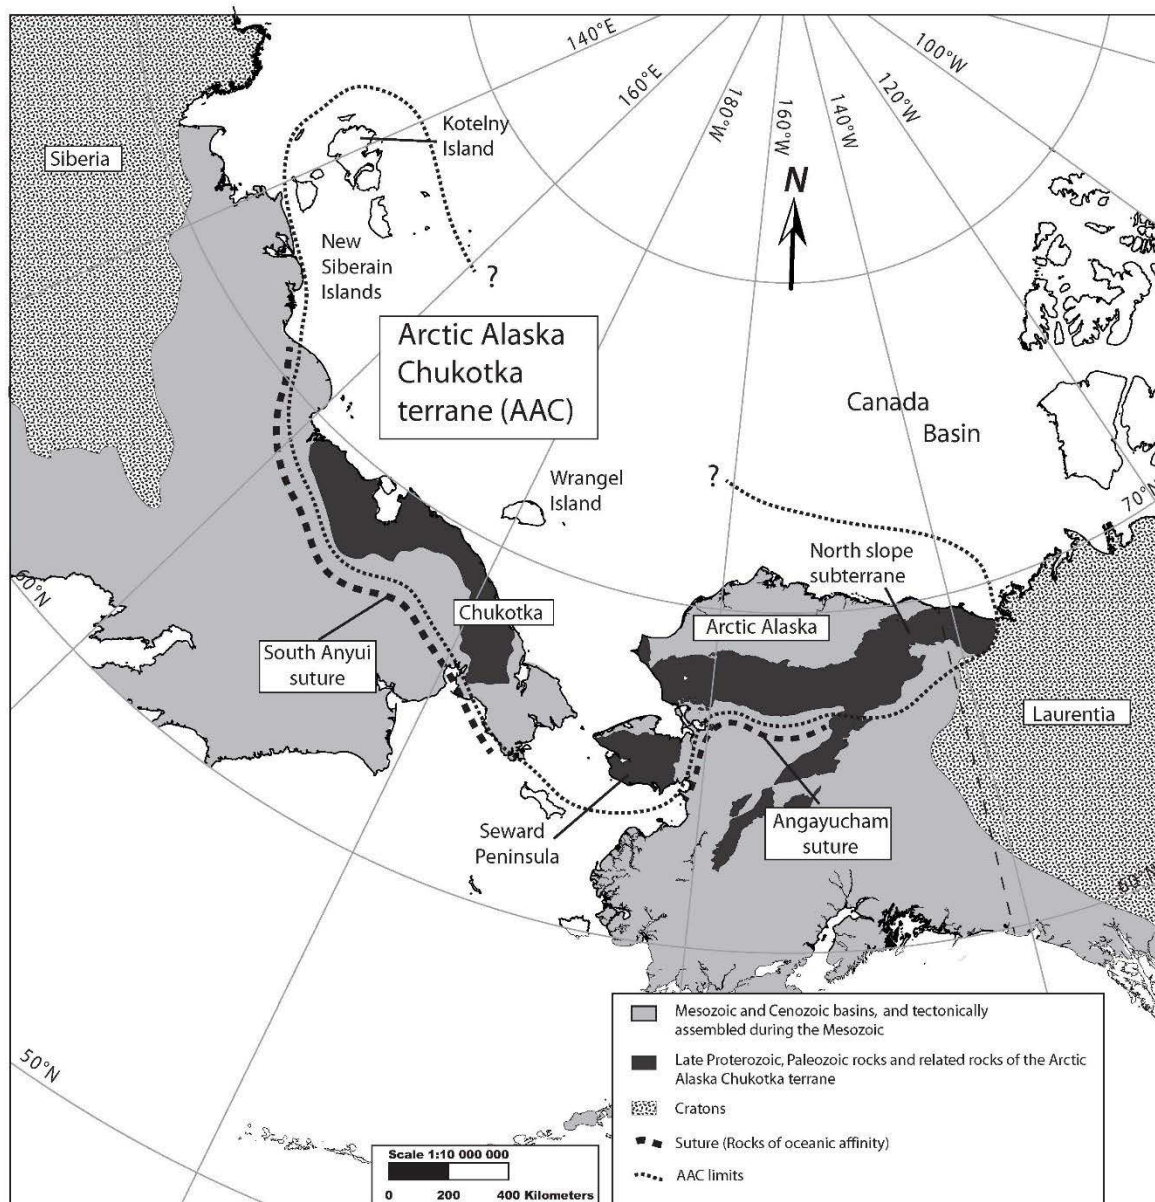 140°E
160°E
180°W
160°W
140°W
120°W
100°W
Siberia
Kotelny
Island
N
New
Siberain
Islands
?
Arctic Alaska
Chukotka
terrane (AAC)
Canada
Basin
Wrangel
Island
?
70°N
North slope
subterrane
60°N
Chukotka
Arctic Alaska
South Anyui
suture
Laurentia
Seward
Peninsula
Angayucham
suture
60°N
50°N
Mesozoic and Cenozoic basins, and tectonically
assembled during the Mesozoic
Late Proterozoic, Paleozoic rocks and related rocks of the Arctic
Alaska Chukotka terrane
Cratons
Suture (Rocks of oceanic affinity)
AAC limits
Scale 1:10 000 000
0 200 400 Kilometers